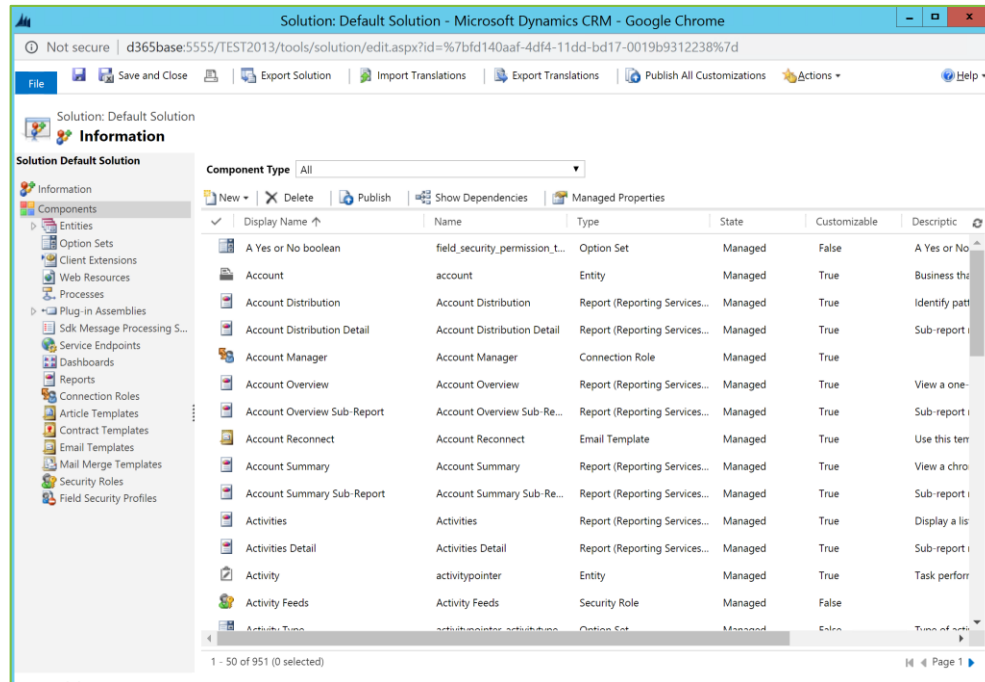 Solution: Default Solution - Microsoft Dynamics CRM - Google Chrome
Not secure | d365base:5555/TEST2013/tools/solution/edit.aspx?id=%7bfd140aaf-4df4-11dd-bd17-0019b9312238%7d
File Save and Close Export Solution Import Translations Export Translations Publish All Customizations Actions Help
Solution: Default Solution
Information
Solution Default Solution
Information
Components
Entities
Option Sets
Client Extensions
Web Resources
Processes
Plug-in Assemblies
Sdk Message Processing S...
Service Endpoints
Dashboards
Reports
Connection Roles
Article Templates
Contract Templates
Email Templates
Mail Merge Templates
Security Roles
Field Security Profiles
Component Type All
New Delete Publish Show Dependencies Managed Properties
Display Name Name Type State Customizable Descriptic
A Yes or No boolean field_security_permission_t... Option Set Managed False A Yes or No
Account account Entity Managed True Business tha
Account Distribution Account Distribution Report (Reporting Services... Managed True Identify patt
Account Distribution Detail Account Distribution Detail Report (Reporting Services... Managed True Sub-report
Account Manager Account Manager Connection Role Managed True
Account Overview Account Overview Report (Reporting Services... Managed True View a one-
Account Overview Sub-Report Account Overview Sub-Re... Report (Reporting Services... Managed True Sub-report
Account Reconnect Account Reconnect Email Template Managed True Use this tem
Account Summary Account Summary Report (Reporting Services... Managed True View a chro
Account Summary Sub-Report Account Summary Sub-Re... Report (Reporting Services... Managed True Sub-report
Activities Activities Report (Reporting Services... Managed True Display a lis
Activities Detail Activities Detail Report (Reporting Services... Managed True Sub-report
Activity activitypointer Entity Managed True Task perforr
Activity Feeds Activity Feeds Security Role Managed False
Activity Type activitypointer_activitytype Option Set Managed False Type of acti
1 - 50 of 951 (0 selected) Page 1